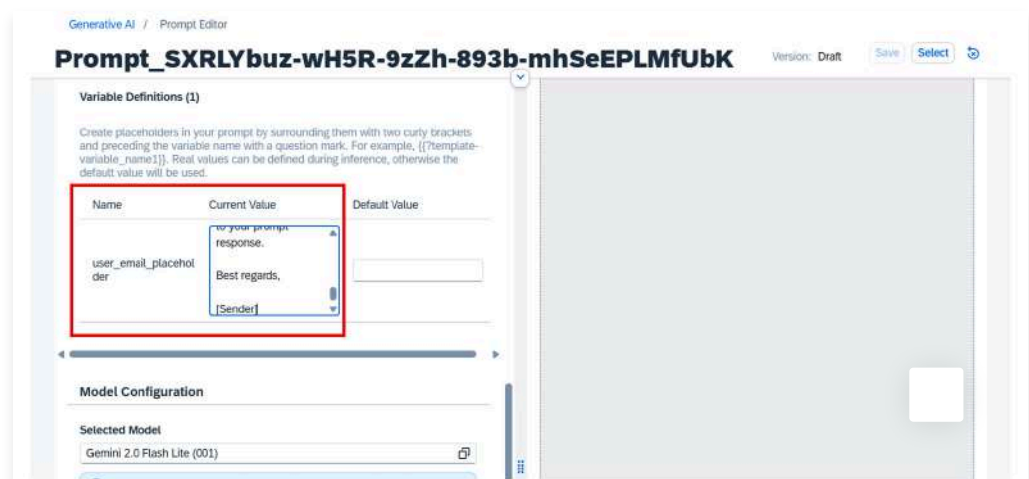 Generative AI / Prompt Editor
Prompt_SXRLYbuz-wH5R-9zZh-893b-mhSeEPLMfUbK
Version: Draft
Save
Select
Variable Definitions (1)
Create placeholders in your prompt by surrounding them with two curly brackets
and preceding the variable name with a question mark. For example, {{?template-
variable_name1}}. Real values can be defined during inference, otherwise the
default value will be used.
Name Current Value Default Value
to your prompt
response.
user_email_placehol
der
Best regards,
[Sender]
Model Configuration
Selected Model
Gemini 2.0 Flash Lite (001)